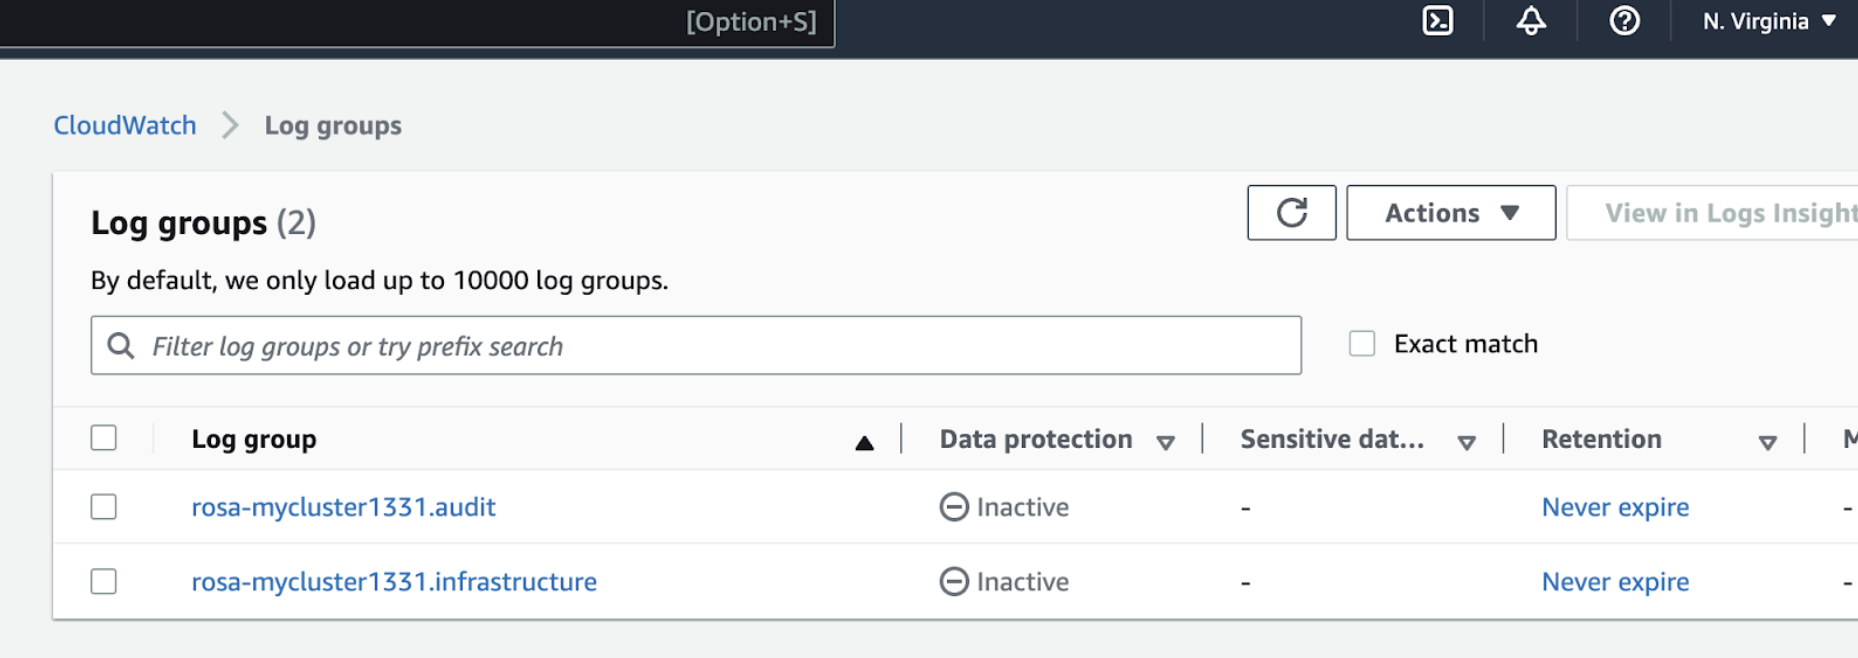 [Option+S]
N. Virginia
CloudWatch
Log groups
Log groups (2)
Actions
View in Logs Insight
By default, we only load up to 10000 log groups.
Filter log groups or try prefix search
Exact match
Log group
Data protection
Sensitive dat...
Retention
rosa-mycluster1331.audit
Inactive
-
Never expire
-
rosa-mycluster1331.infrastructure
Inactive
-
Never expire
-